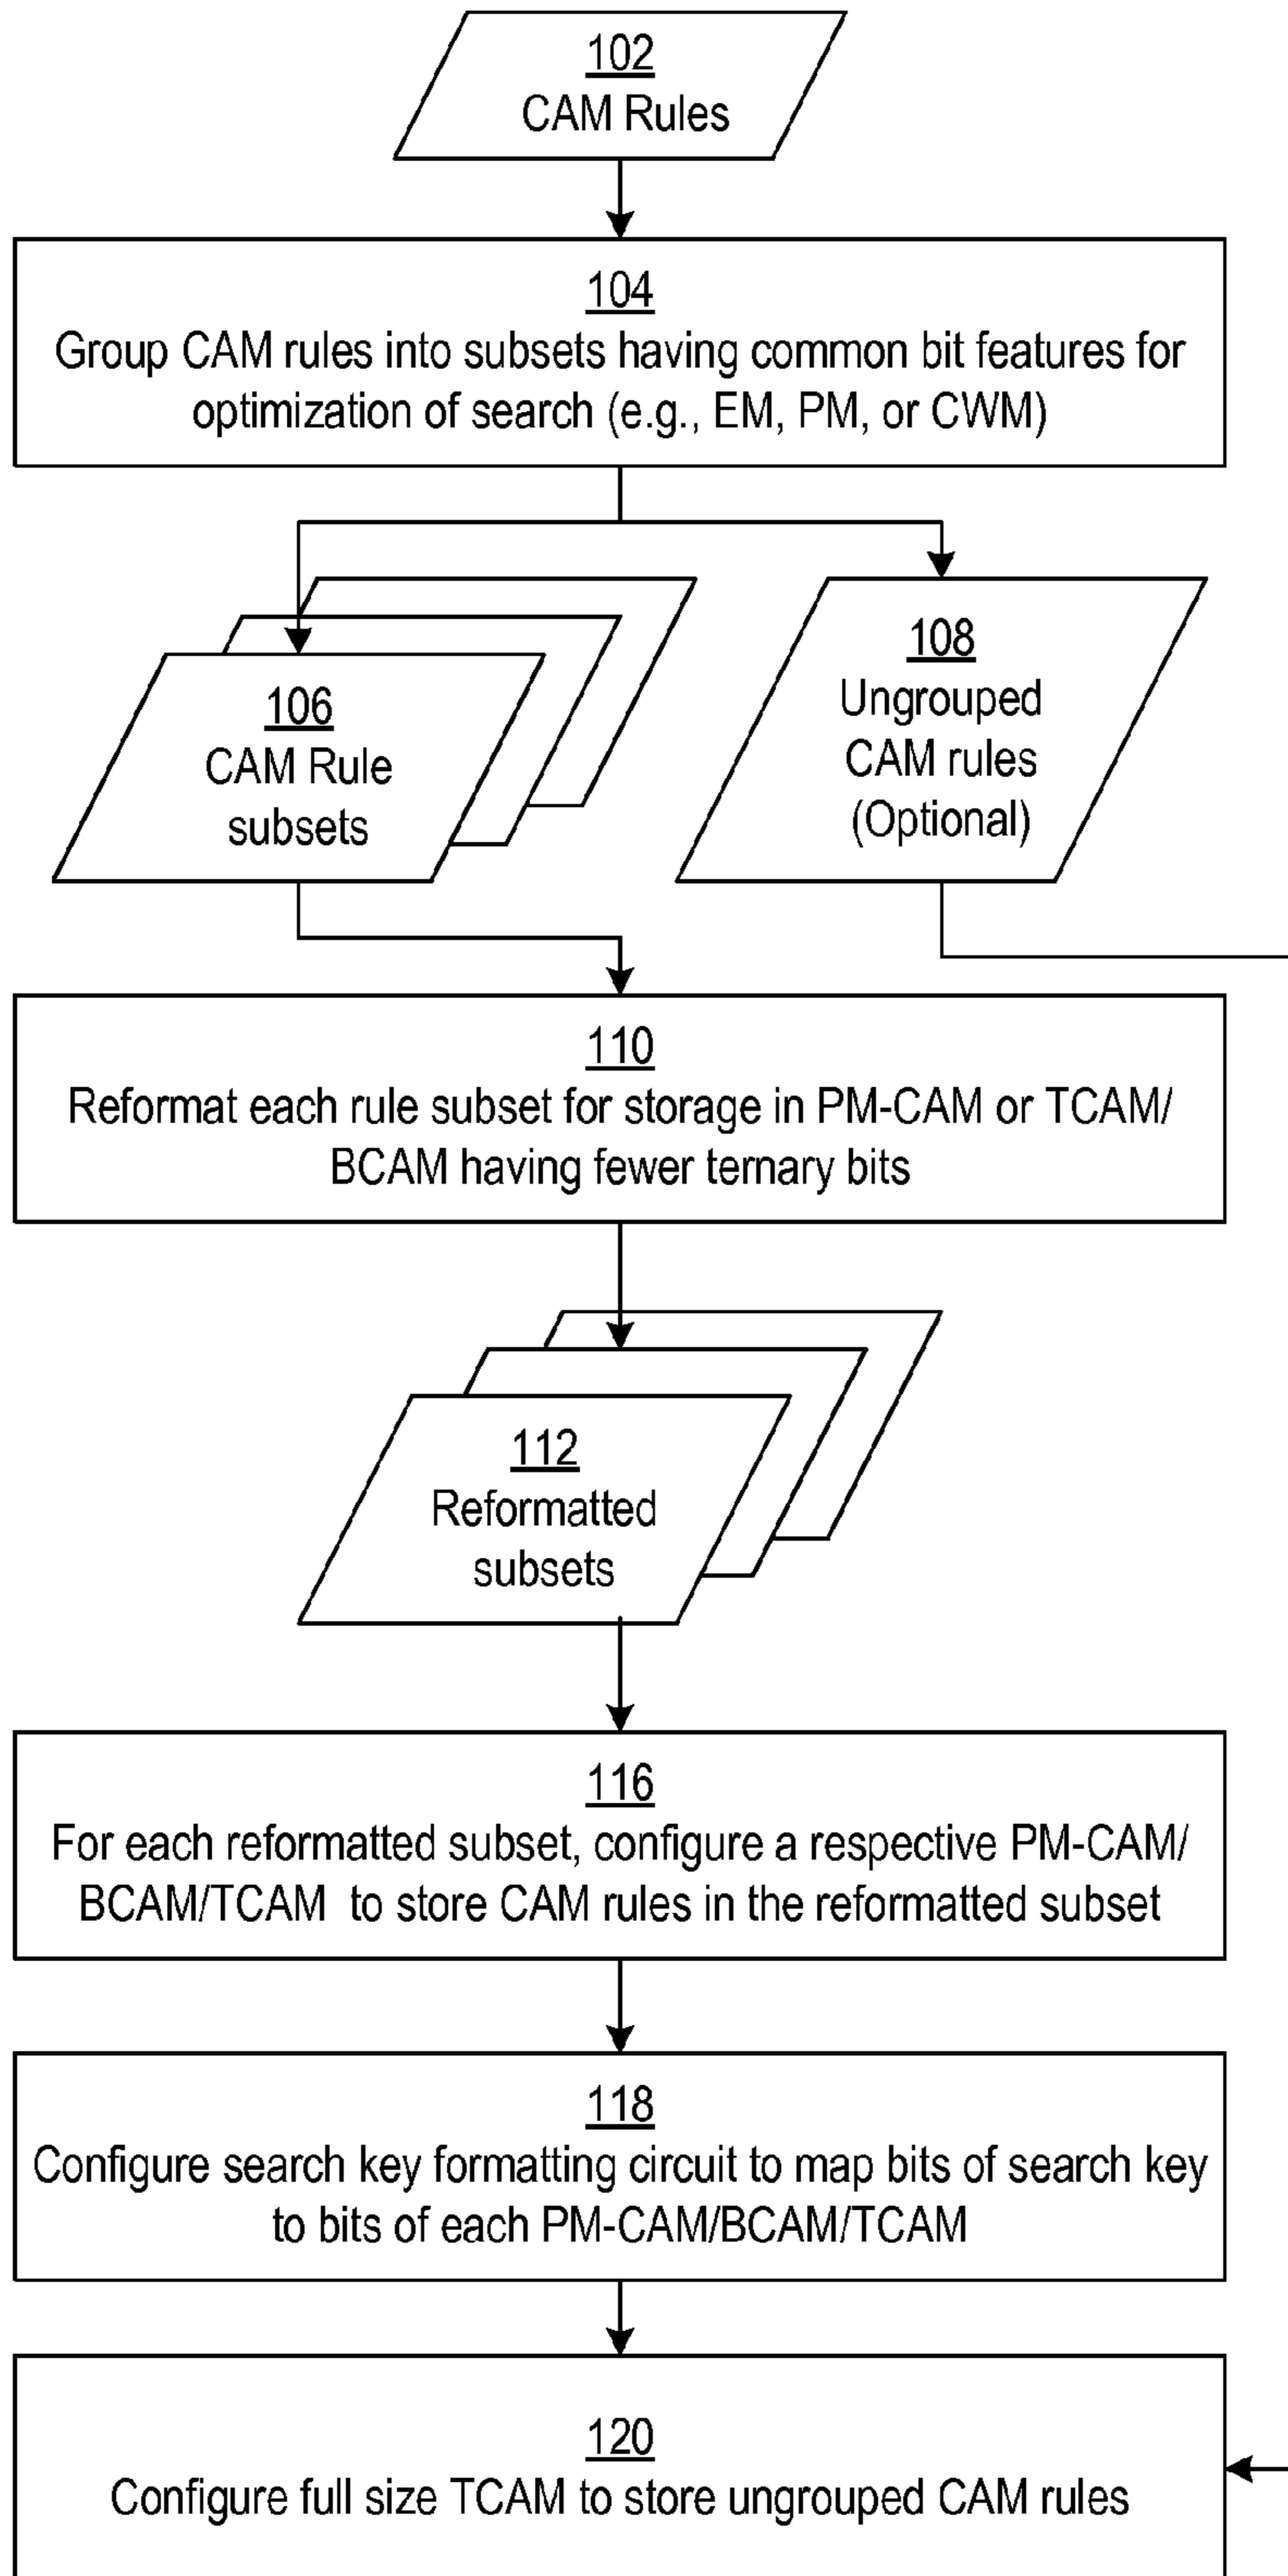 102
CAM Rules
104
Group CAM rules into subsets having common bit features for
optimization of search (e.g., EM, PM, or CWM)
106
CAM Rule
subsets
108
Ungrouped
CAM rules
(Optional)
110
Reformat each rule subset for storage in PM-CAM or TCAM/
BCAM having fewer ternary bits
112
Reformatted
subsets
116
For each reformatted subset, configure a respective PM-CAM/
BCAM/TCAM to store CAM rules in the reformatted subset
118
Configure search key formatting circuit to map bits of search key
to bits of each PM-CAM/BCAM/TCAM
120
Configure full size TCAM to store ungrouped CAM rules